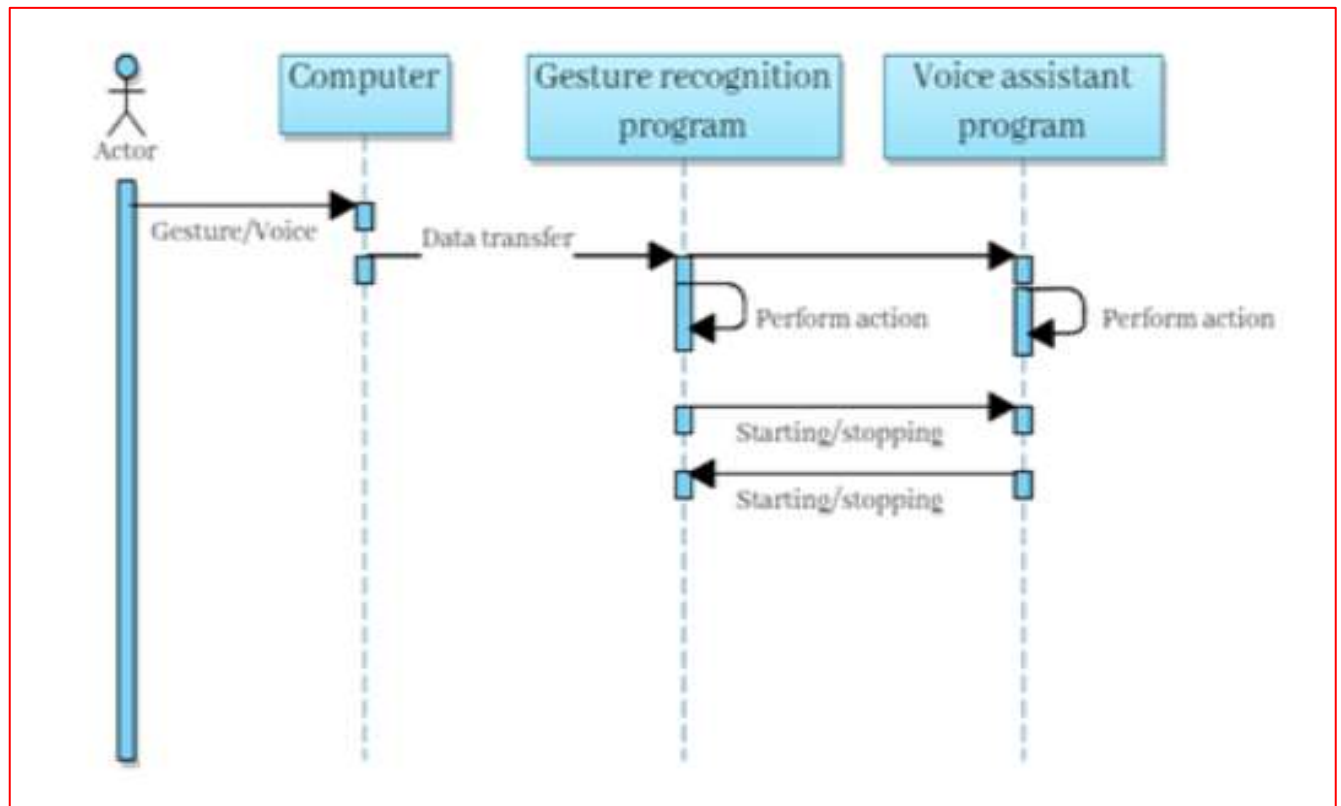 Computer
Gesture recognition
program
Voice assistant
program
Actor
Gesture/Voice
Data transfer
Perform action
Perform action
Starting/stopping
Starting/stopping